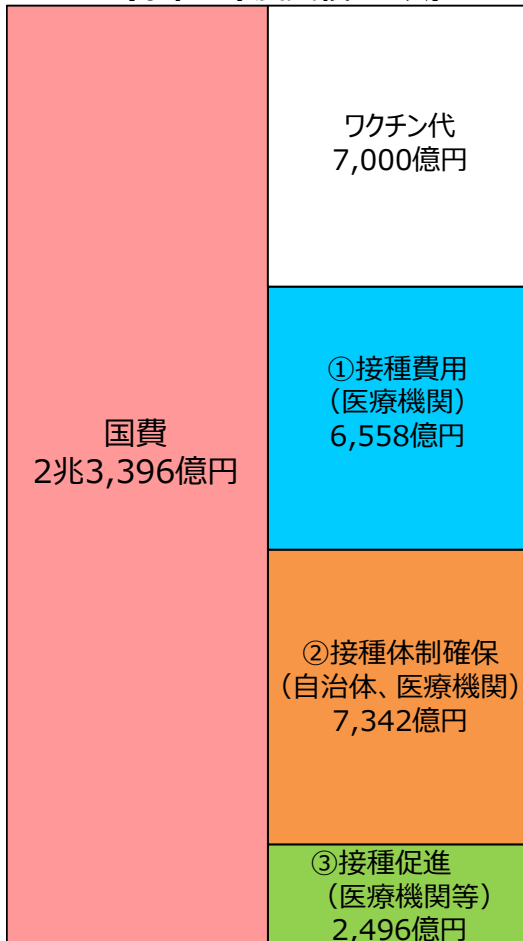 国費
2兆3,396億円
ワクチン代
7,000億円
①接種費用
（医療機関）
6,558億円
②接種体制確保
（自治体、医療機関）
7,342億円
③接種促進
（医療機関等）
2,496億円